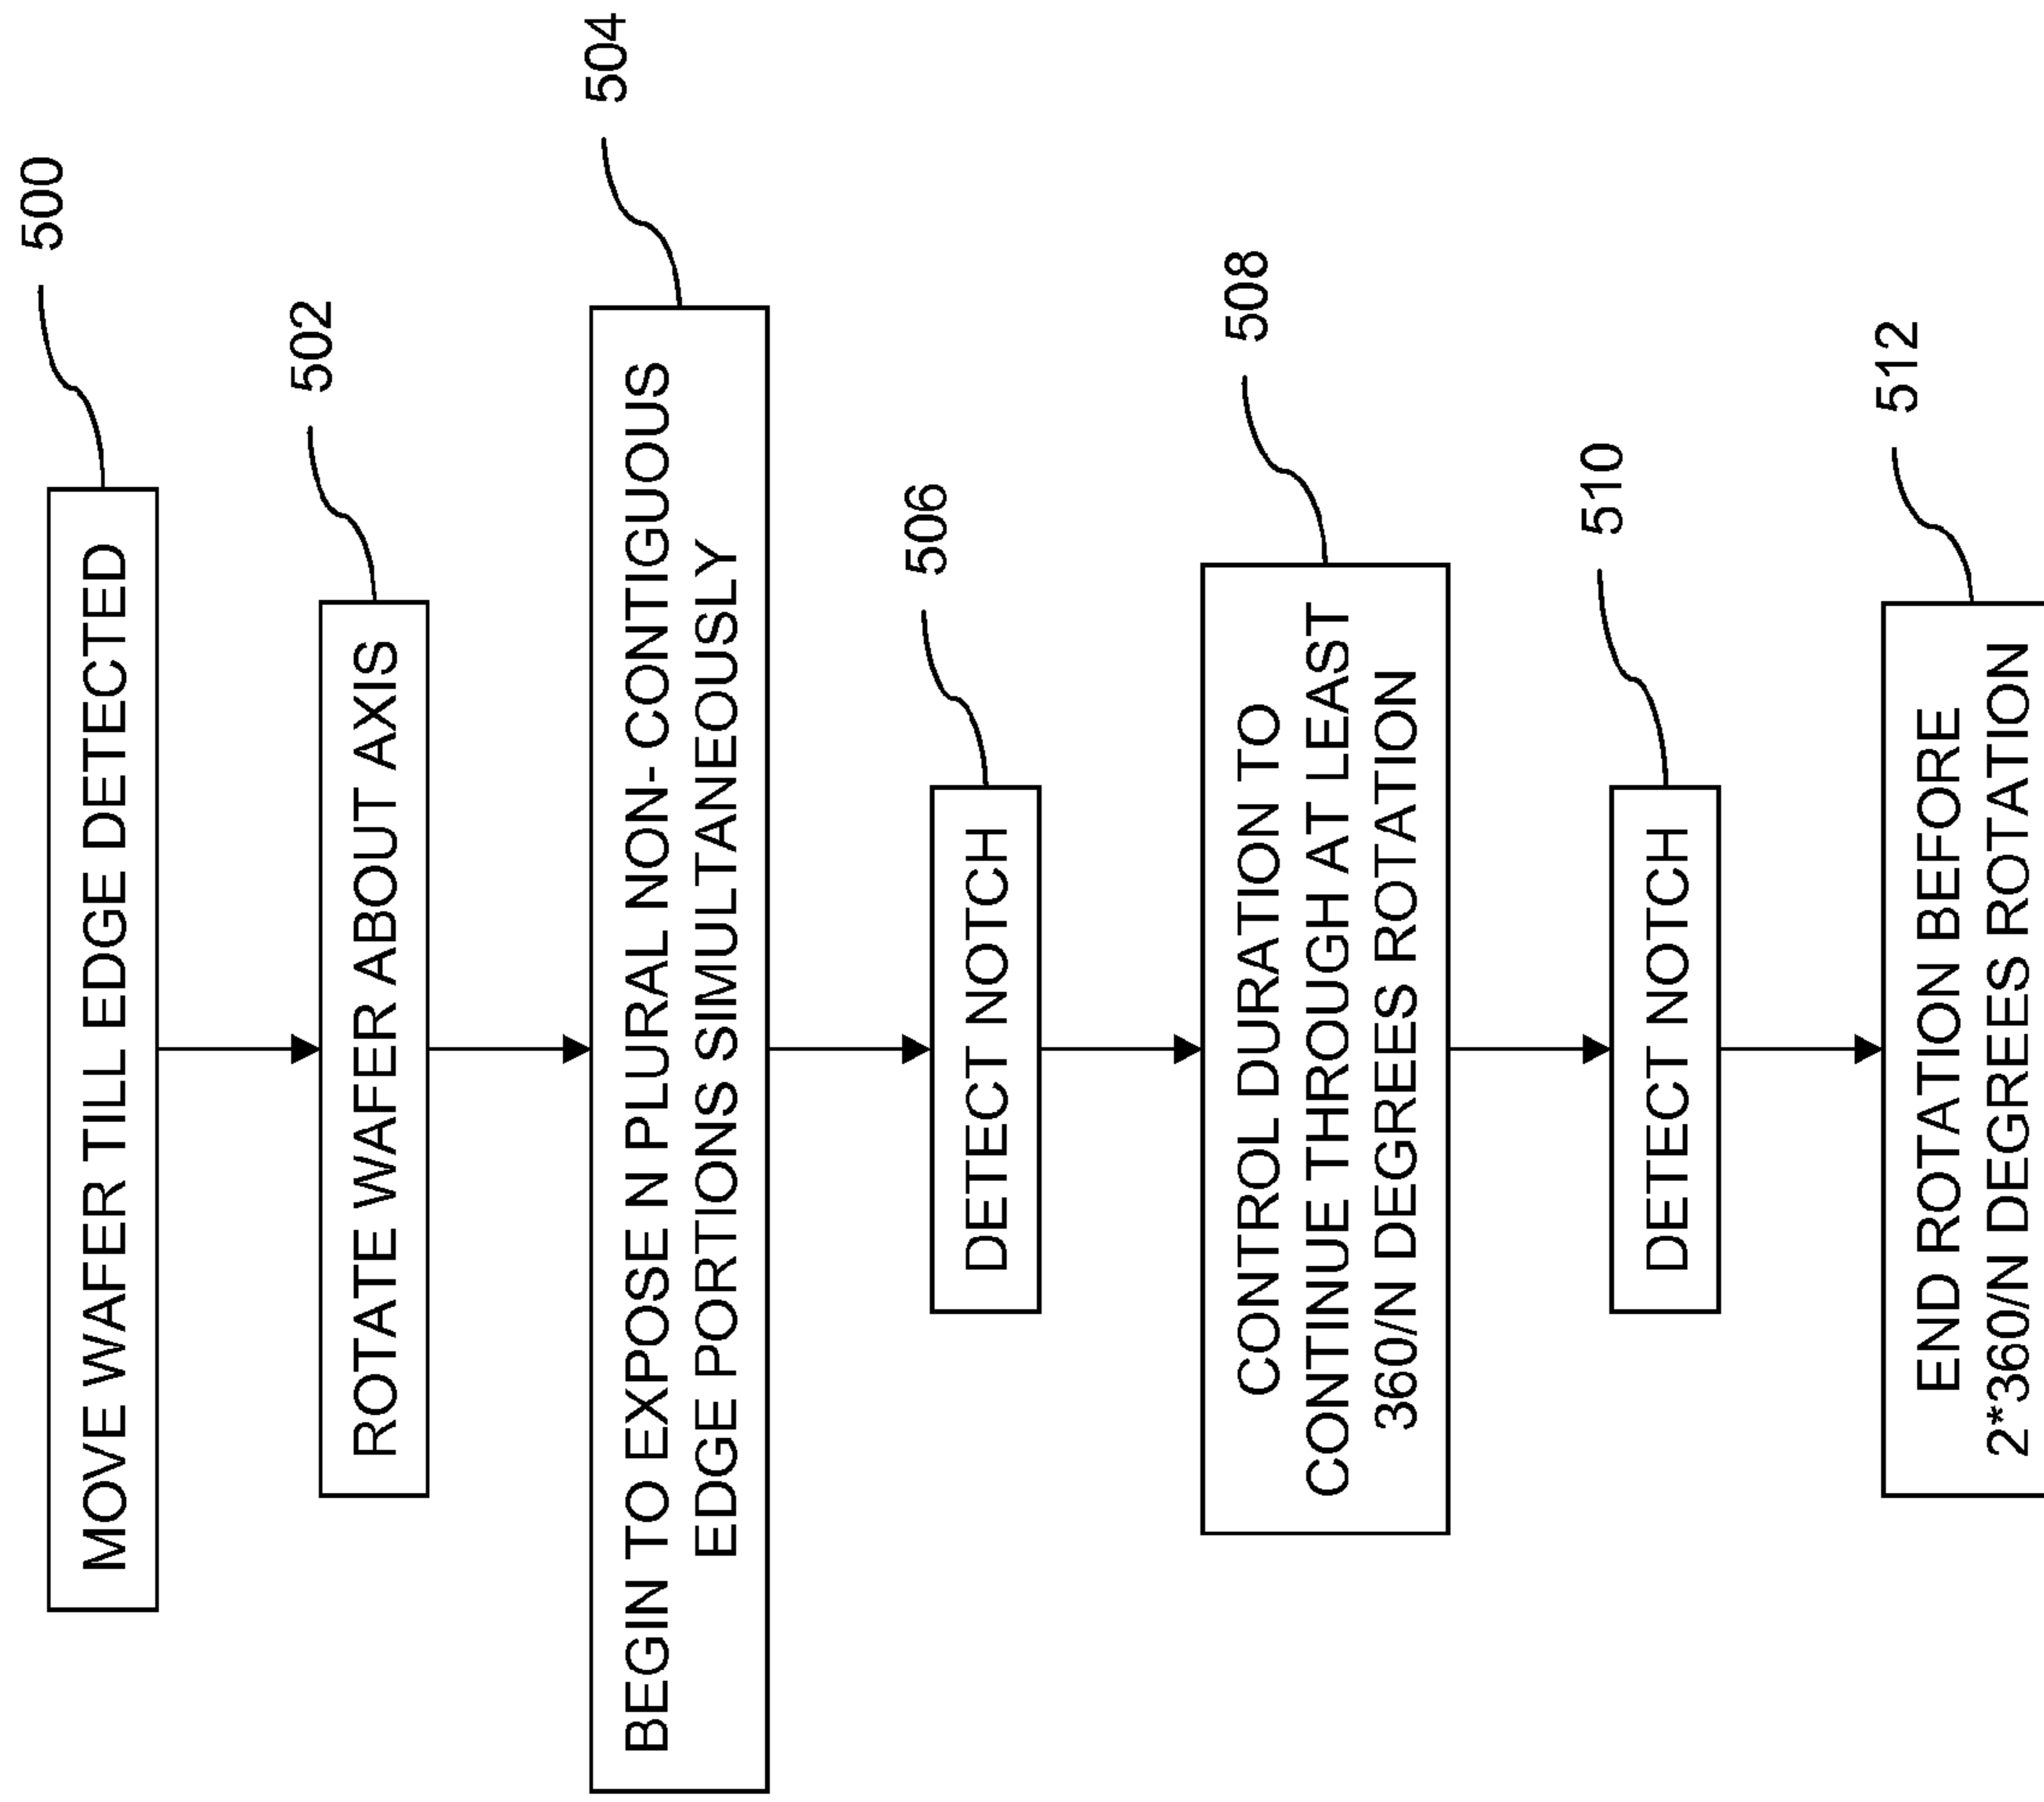 500
MOVE WAFER TILL EDGE DETECTED
502
ROTATE WAFER ABOUT AXIS
504
BEGIN TO EXPOSE N PLURAL NON- CONTIGUOUS
EDGE PORTIONS SIMULTANEOUSLY
506
DETECT NOTCH
508
CONTROL DURATION TO
CONTINUE THROUGH AT LEAST
360/N DEGREES ROTATION
510
DETECT NOTCH
512
END ROTATION BEFORE
2*360/N DEGREES ROTATION